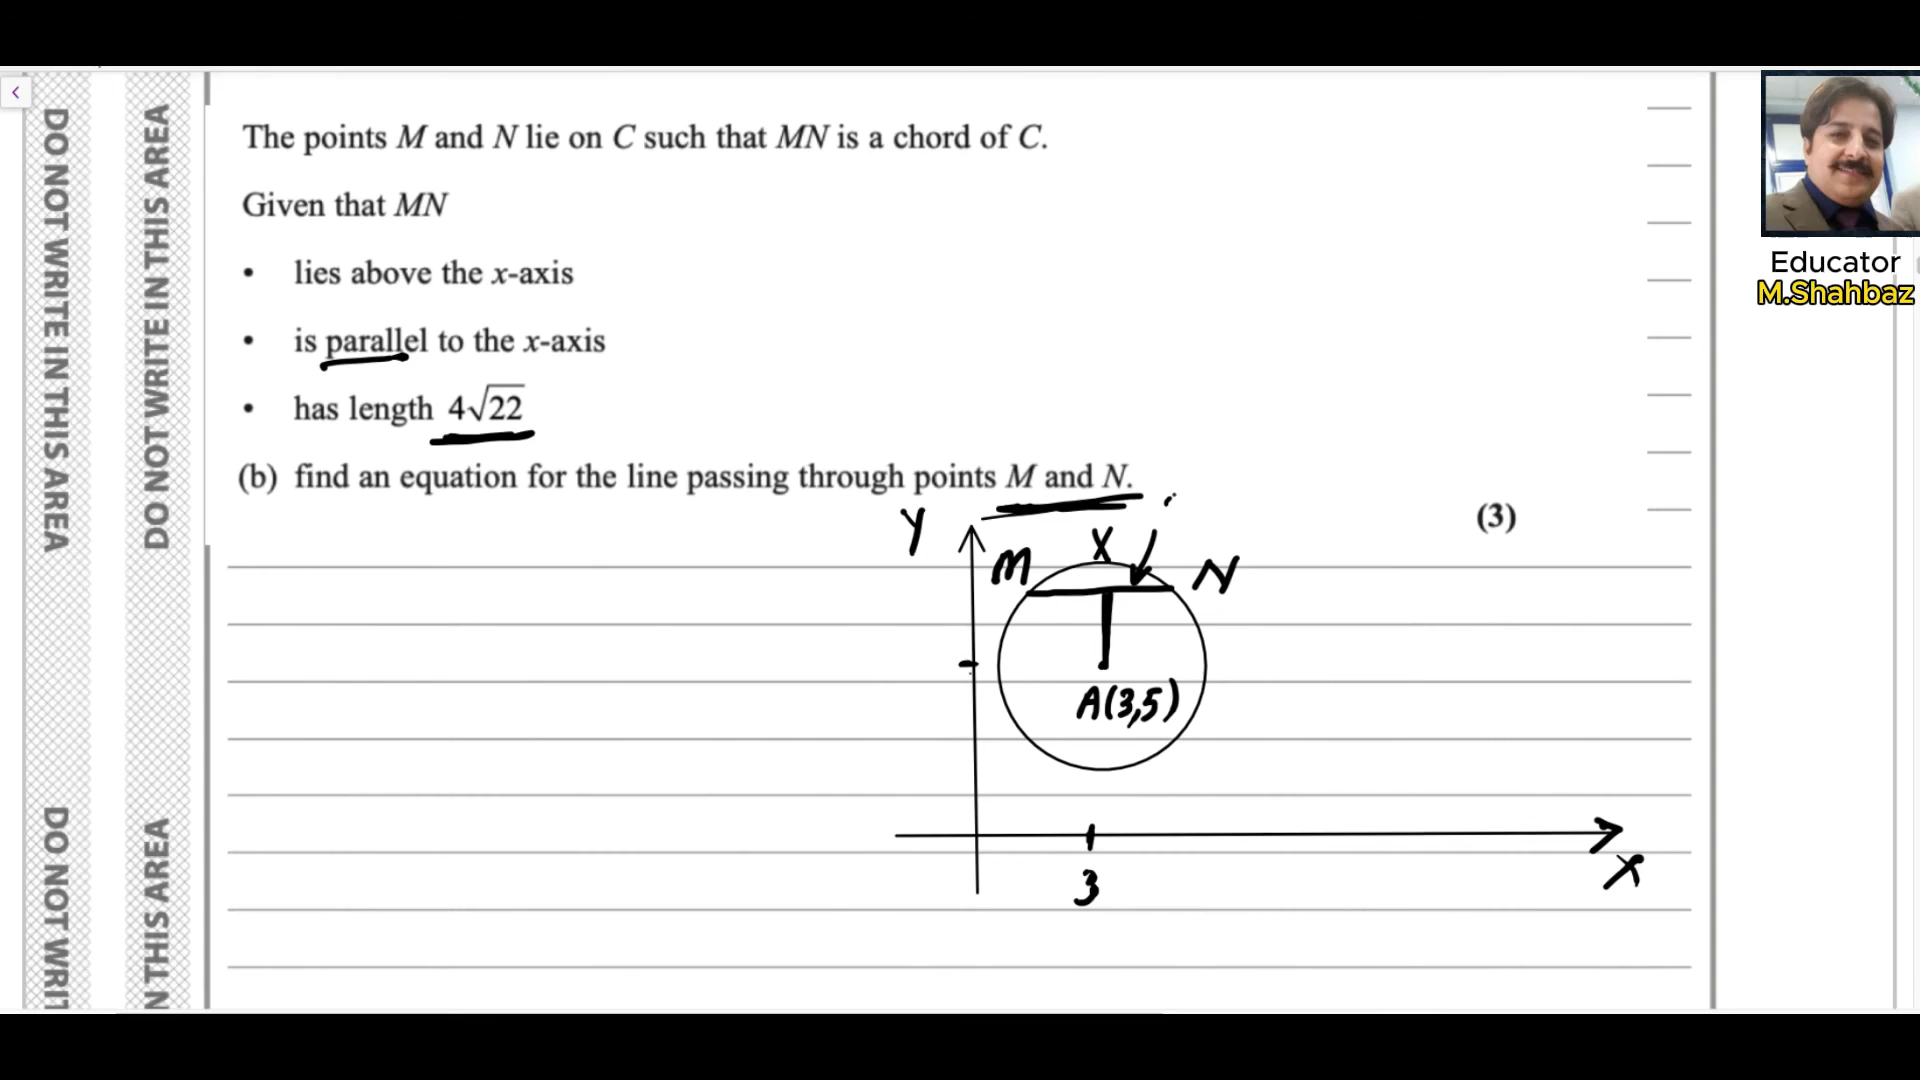 The points M and N lie on C such that MN is a chord of C.
Given that MN
• lies above the x-axis
• is parallel to the x-axis
• has length 4√22
(b) find an equation for the line passing through points M and N.
(3)
Y
M
X
N
A(3,5)
3
X
DO NOT WRITE IN THIS AREA
DO NOT WRITE IN THIS AREA
DO NOT WRIT
N THIS AREA
Educator
M.Shahbaz